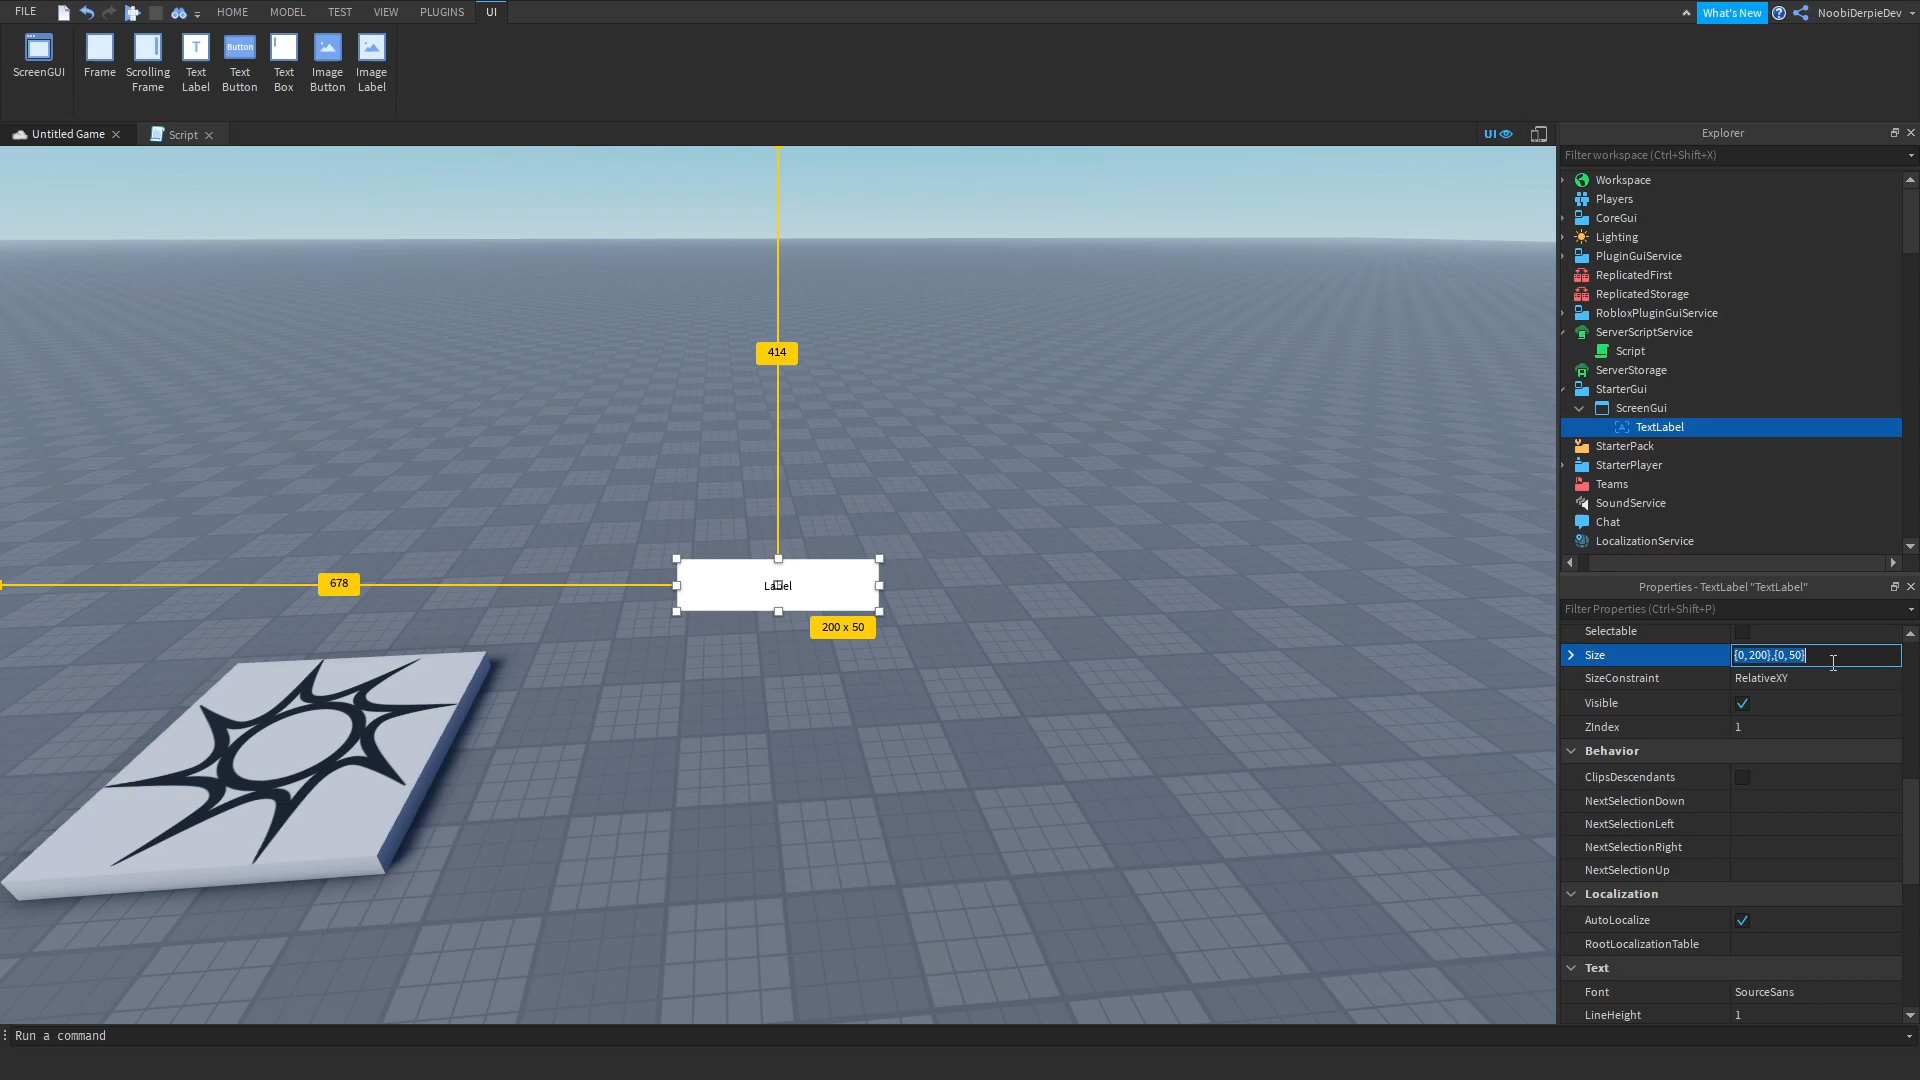 FILE
HOME
MODEL
TEST
VIEW
PLUGINS
UI
What's New
NoobiDerpieDev
ScreenGUI
Frame
Scrolling Frame
T
Text Label
Button
Text Button
Text Box
Image Button
Image Label
Untitled Game
Script
UI
Explorer
Filter workspace (Ctrl+Shift+X)
Workspace
Players
CoreGui
Lighting
PluginGuiService
ReplicatedFirst
ReplicatedStorage
RobloxPluginGuiService
ServerScriptService
Script
ServerStorage
StarterGui
ScreenGui
TextLabel
StarterPack
StarterPlayer
Teams
SoundService
Chat
LocalizationService
414
678
Label
200 x 50
Properties - TextLabel "TextLabel"
Filter Properties (Ctrl+Shift+P)
Selectable
Size {0, 200},{0, 50}
SizeConstraint RelativeXY
Visible
ZIndex 1
Behavior
ClipsDescendants
NextSelectionDown
NextSelectionLeft
NextSelectionRight
NextSelectionUp
Localization
AutoLocalize
RootLocalizationTable
Text
Font SourceSans
LineHeight 1
Run a command